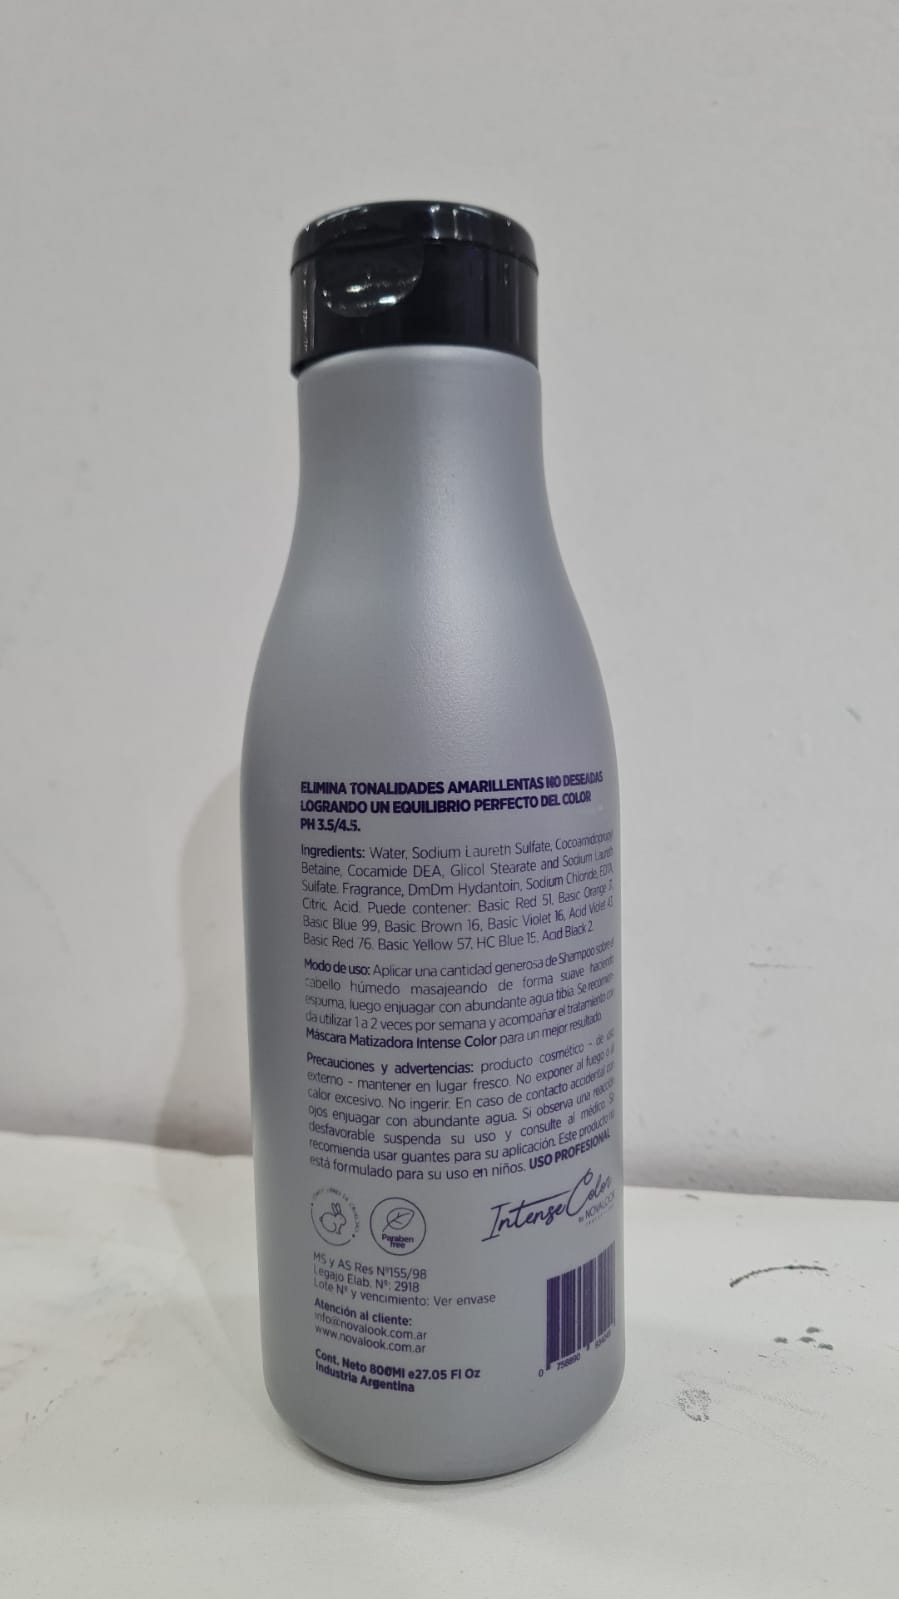 ELIMINA TONALIDADES AMARILLENTAS NO DESEADAS
LOGRANDO UN EQUILIBRIO PERFECTO DEL COLOR
PH 3.5/4.5.
Ingredients: Water, Sodium Laureth Sulfate, Cocoamidopropyl
Betaine, Cocamide DEA, Glicol Stearate and Sodium Laureth
Sulfate. Fragrance, DmDm Hydantoin, Sodium Chloride, EDTA,
Citric Acid. Puede contener: Basic Red 51, Basic Orange 31,
Basic Blue 99, Basic Brown 16, Basic Violet 16, Acid Violet 43,
Basic Red 76, Basic Yellow 57, HC Blue 15, Acid Black 2.
Modo de uso: Aplicar una cantidad generosa de Shampoo sobre el
cabello húmedo masajeando de forma suave haciendo
espuma, luego enjuagar con abundante agua tibia. Se recomien-
da utilizar 1 a 2 veces por semana y acompañar el tratamiento con
Máscara Matizadora Intense Color para un mejor resultado.
Precauciones y advertencias: producto cosmético - de uso
externo - mantener en lugar fresco. No exponer al fuego o al
calor excesivo. No ingerir. En caso de contacto accidental con
ojos enjuagar con abundante agua. Si observa una reacción
desfavorable suspenda su uso y consulte al médico. Se
recomienda usar guantes para su aplicación. Este producto no
está formulado para su uso en niños. USO PROFESIONAL
Paraben
free
Intense Color
by NOVALOOK
MS y AS Res Nº155/98
Legajo Elab. Nº: 2918
Lote Nº y vencimiento: Ver envase
Atención al cliente:
info@novalook.com.ar
www.novalook.com.ar
Cont. Neto 800Ml e27.05 Fl Oz
Industria Argentina
0 758890